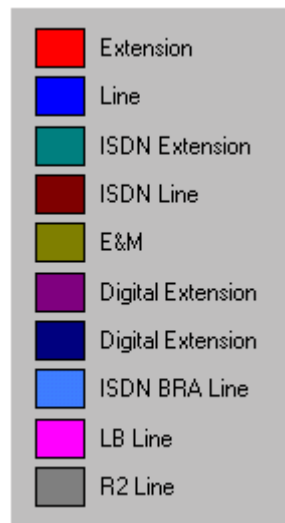 Extension
Line
ISDN Extension
ISDN Line
E&M
Digital Extension
Digital Extension
ISDN BRA Line
LB Line
R2 Line